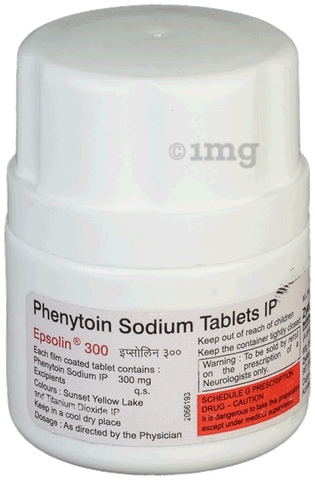 1mg
Phenytoin Sodium Tablets IP
Epsolin® 300 इप्सोलिन ३००
Each film coated tablet contains :
Phenytoin Sodium IP 300 mg
Excipients q.s.
Colours : Sunset Yellow Lake
and Titanium Dioxide IP
Keep in a cool dry place
Dosage : As directed by the Physician
2066193
Keep out of reach of children
Keep the container tightly closed
Warning : To be sold by retail
on the prescription of a
Neurologists only.
SCHEDULE G PRESCRIPTION
DRUG – CAUTION
It is dangerous to take this preparation
except under medical supervision